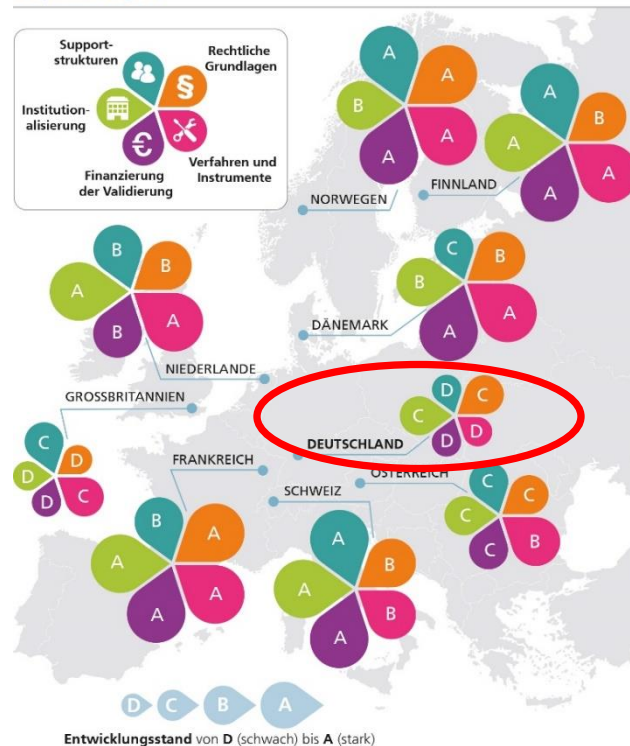 Support-
strukturen
Rechtliche
Grundlagen
§
Institution-
alisierung
€
Finanzierung
der Validierung
Verfahren und
Instrumente
A
A
B
A
A
NORWEGEN
A
B
A
A
A
FINNLAND
B
B
A
A
B
NIEDERLANDE
C
B
B
A
A
DÄNEMARK
GROSSBRITANNIEN
C
D
D
C
D
D
C
C
D
D
DEUTSCHLAND
FRANKREICH
B
A
A
A
A
SCHWEIZ
A
B
A
B
A
ÖSTERREICH
C
C
C
B
C
D C B A
Entwicklungsstand von D (schwach) bis A (stark)